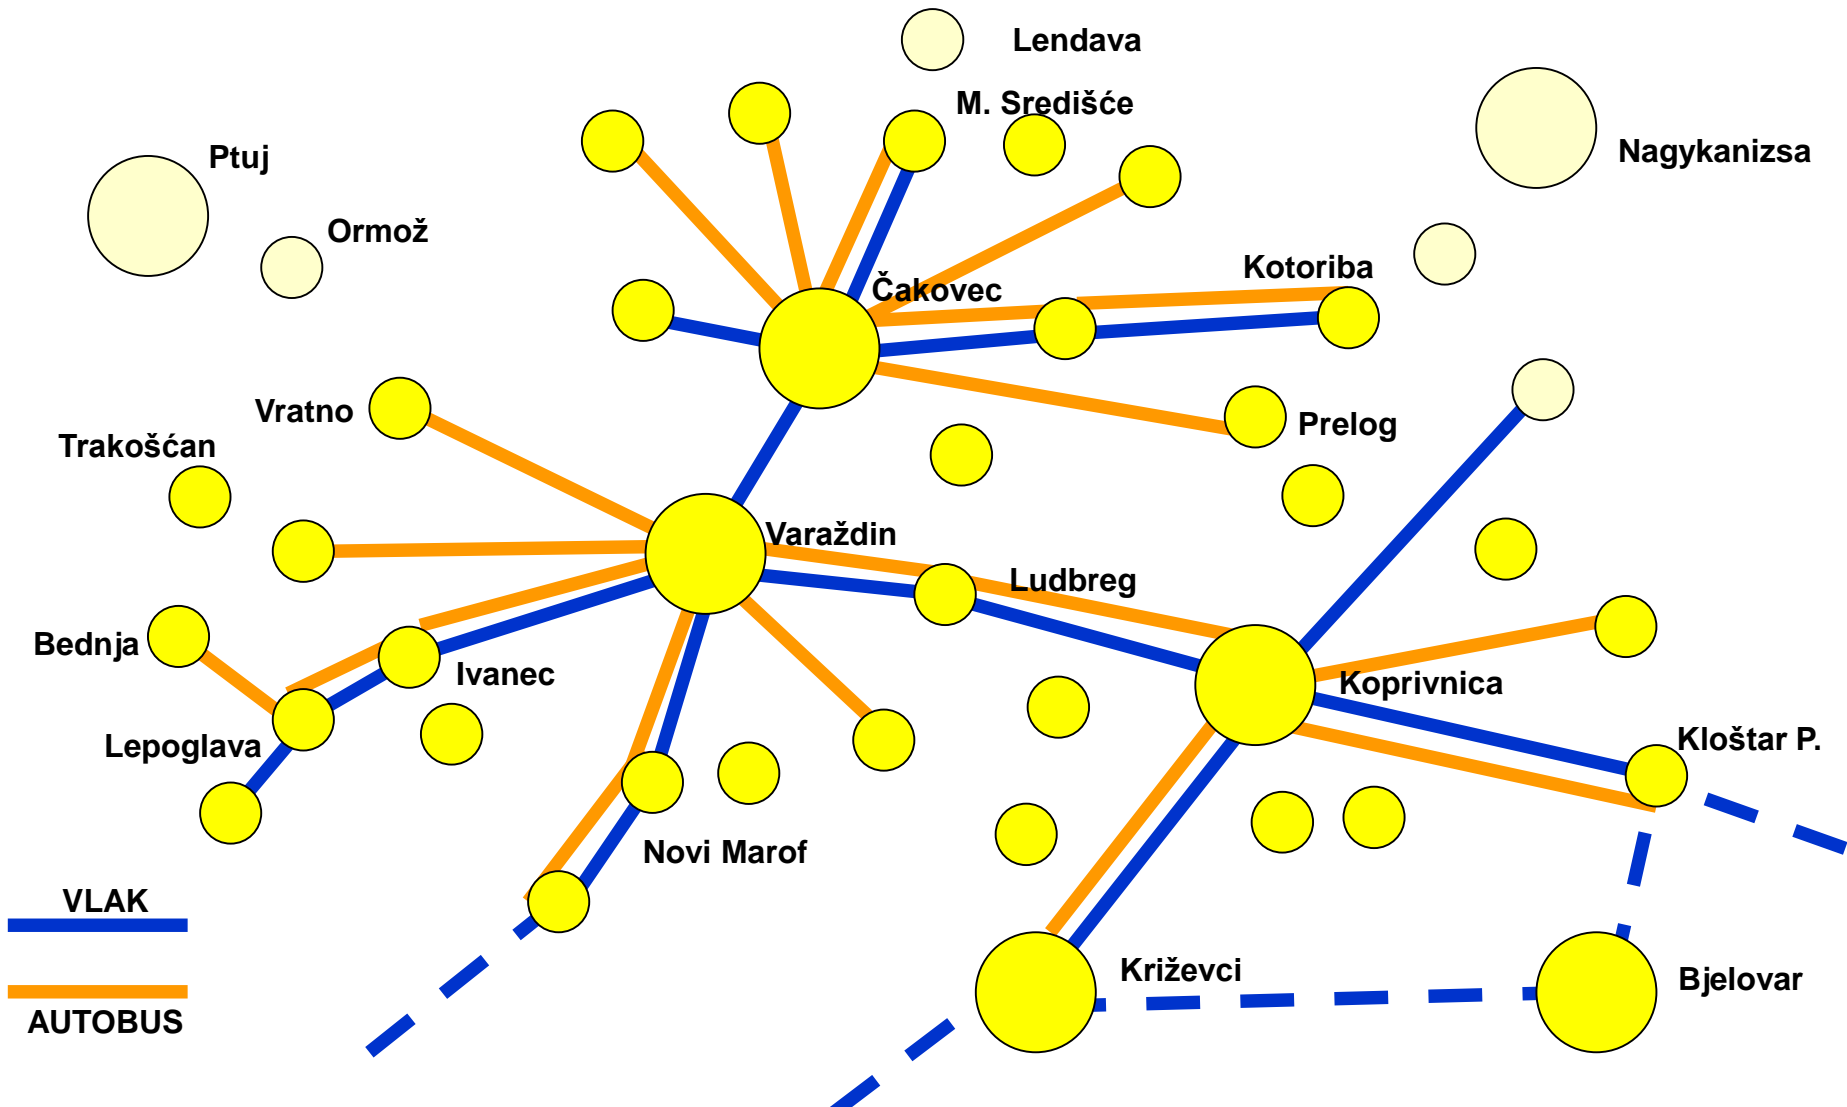 Lendava
M. Središće
Ptuj
Nagykanizsa
Ormož
Kotoriba
Čakovec
Vratno
Prelog
Trakošćan
Varaždin
Ludbreg
Bednja
Ivanec
Koprivnica
Lepoglava
Kloštar P.
Novi Marof
VLAK
Križevci
Bjelovar
AUTOBUS